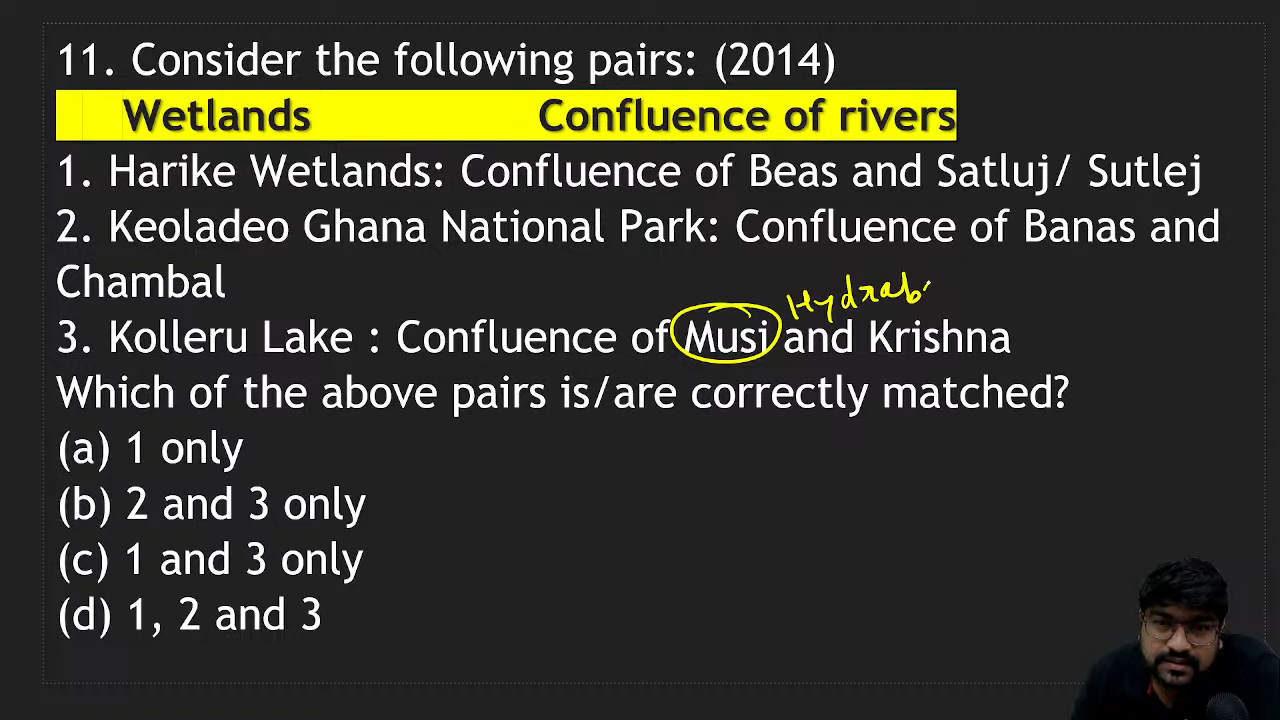 11. Consider the following pairs: (2014)
Wetlands Confluence of rivers
1. Harike Wetlands: Confluence of Beas and Satluj/ Sutlej
2. Keoladeo Ghana National Park: Confluence of Banas and
Chambal
Hydrab
3. Kolleru Lake : Confluence of Musi and Krishna
Which of the above pairs is/are correctly matched?
(a) 1 only
(b) 2 and 3 only
(c) 1 and 3 only
(d) 1, 2 and 3